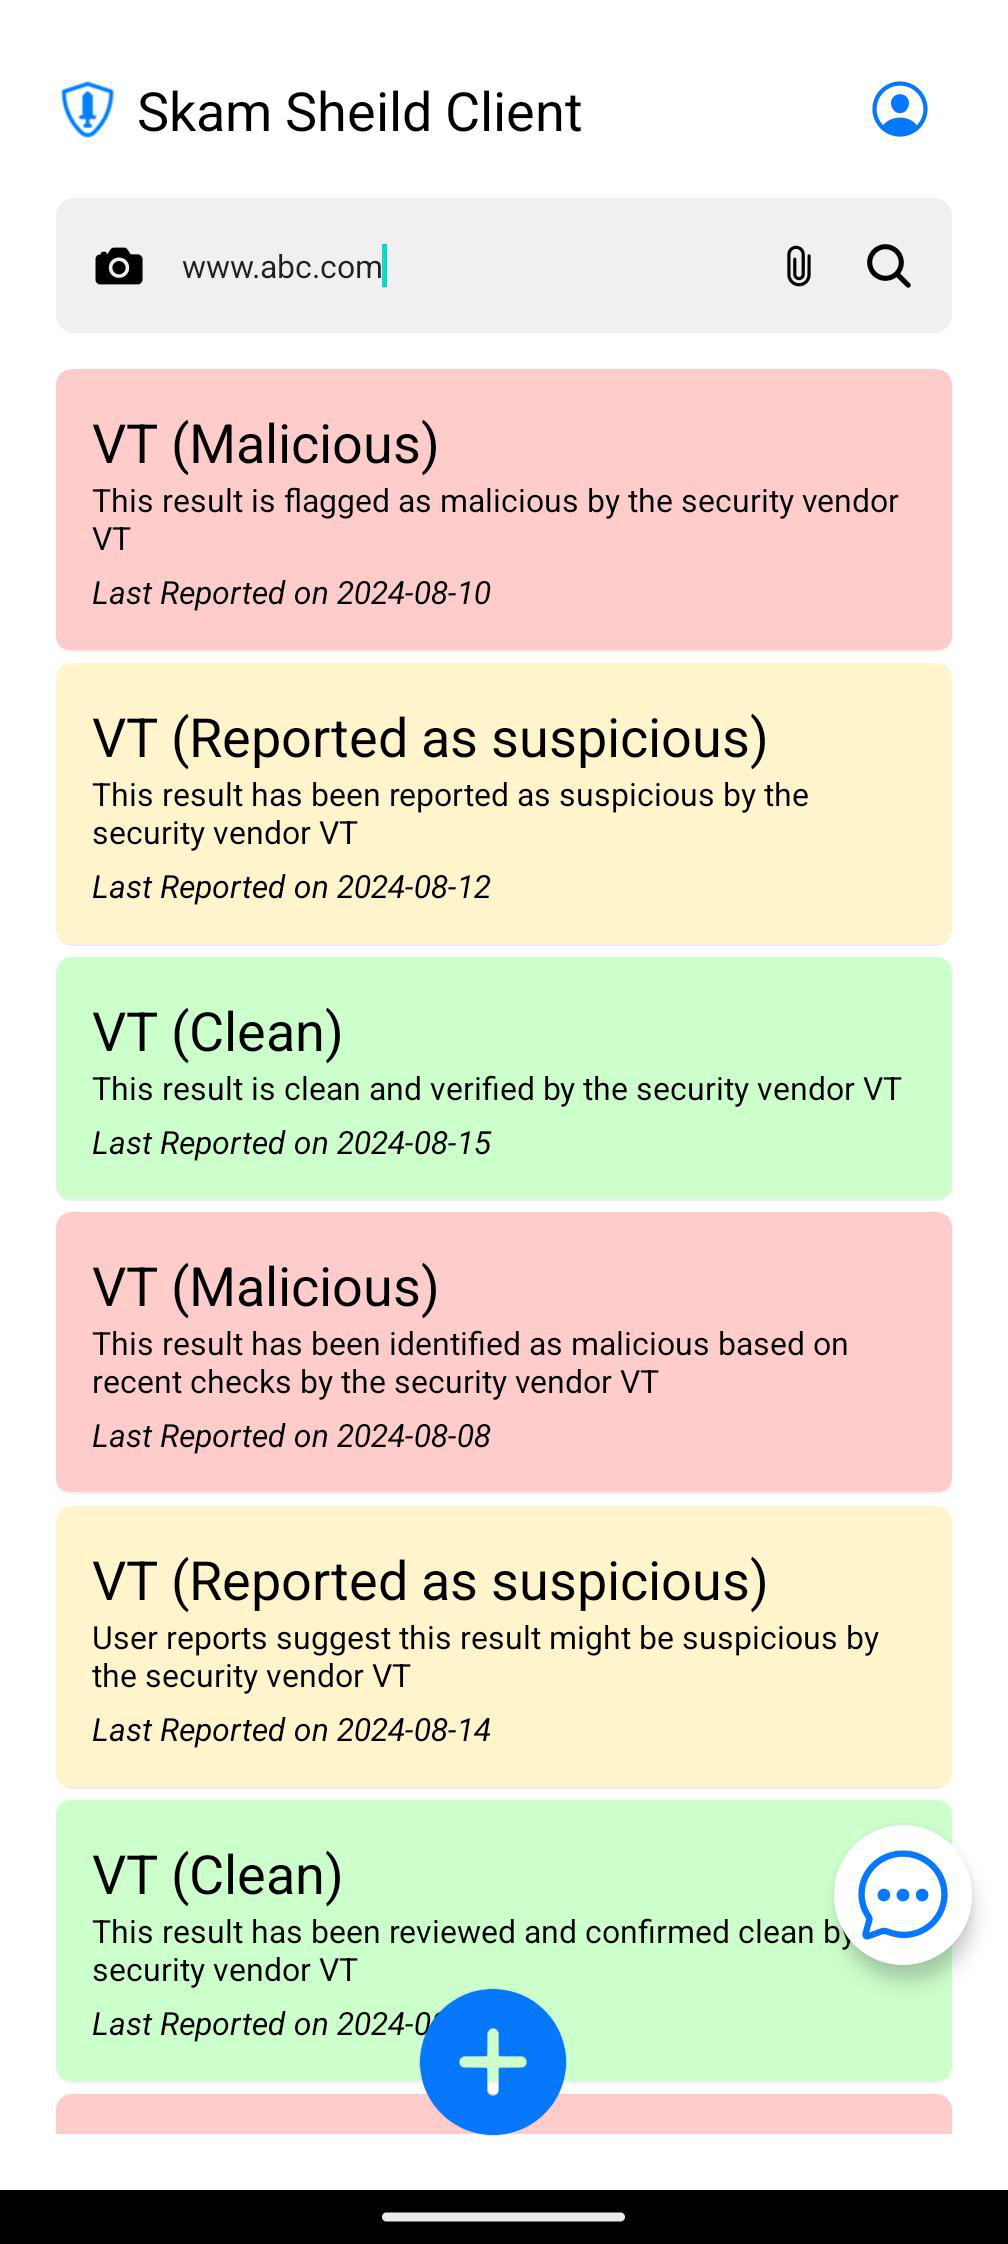 Skam Sheild Client
www.abc.com
VT (Malicious)
This result is flagged as malicious by the security vendor
VT
Last Reported on 2024-08-10
VT (Reported as suspicious)
This result has been reported as suspicious by the
security vendor VT
Last Reported on 2024-08-12
VT (Clean)
This result is clean and verified by the security vendor VT
Last Reported on 2024-08-15
VT (Malicious)
This result has been identified as malicious based on
recent checks by the security vendor VT
Last Reported on 2024-08-08
VT (Reported as suspicious)
User reports suggest this result might be suspicious by
the security vendor VT
Last Reported on 2024-08-14
VT (Clean)
This result has been reviewed and confirmed clean by
security vendor VT
Last Reported on